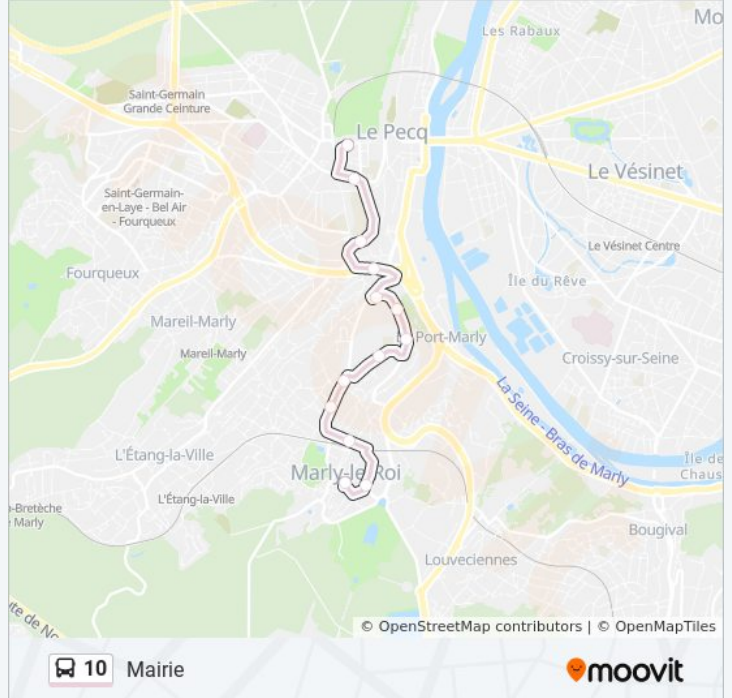 Mo
Les Rabaux
Saint-Germain
Grande Ceinture
Le Pecq
Le Vésinet
Saint-Germain-
en-Laye - Bel Air
- Fourqueux
Le Vésinet Centre
Fourqueux
Île du Rêve
Mareil-Marly
Port-Marly
Mareil-Marly
Croissy-sur-Seine
La Seine - Bras de Marly
L'Étang-la-Ville
Île de
Chaus
Marly-le-Roi
L'Étang-la-Ville
a-Bretèche
e Marly
Bougival
Louveciennes
te de No
© OpenStreetMap contributors | © OpenMapTiles
10 Mairie
moovit